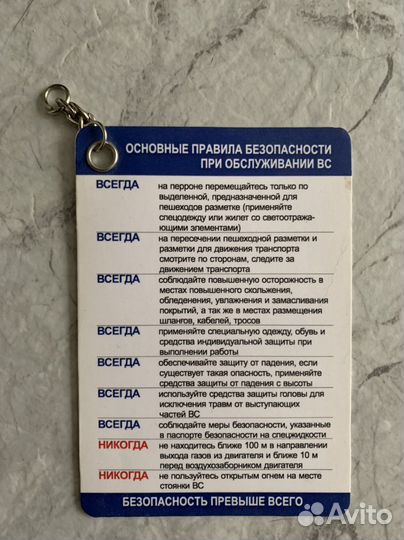 ОСНОВНЫЕ ПРАВИЛА БЕЗОПАСНОСТИ
ПРИ ОБСЛУЖИВАНИИ ВС
ВСЕГДА на перроне перемещайтесь только по
выделенной, предназначенной для
пешеходов разметке (применяйте
спецодежду или жилет со светоотража-
ющими элементами)
ВСЕГДА на пересечении пешеходной разметки и
разметки для движения транспорта
смотрите по сторонам, следите за
движением транспорта
ВСЕГДА соблюдайте повышенную осторожность в
местах повышенного скольжения,
обледенения, увлажнения и замасливания
покрытий, а так же в местах размещения
шлангов, кабелей, тросов
ВСЕГДА применяйте специальную одежду, обувь и
средства индивидуальной защиты при
выполнении работы
ВСЕГДА обеспечивайте защиту от падения, если
существует такая опасность, применяйте
средства защиты от падения с высоты
ВСЕГДА используйте средства защиты головы для
исключения травм от выступающих
частей ВС
ВСЕГДА соблюдайте меры безопасности, указанные
в паспорте безопасности на спецжидкости
НИКОГДА не находитесь ближе 100 м в направлении
выхода газов из двигателя и ближе 10 м
перед воздухозаборником двигателя
НИКОГДА не пользуйтесь открытым огнем на месте
стоянки ВС
БЕЗОПАСНОСТЬ ПРЕВЫШЕ ВСЕГО
Avito